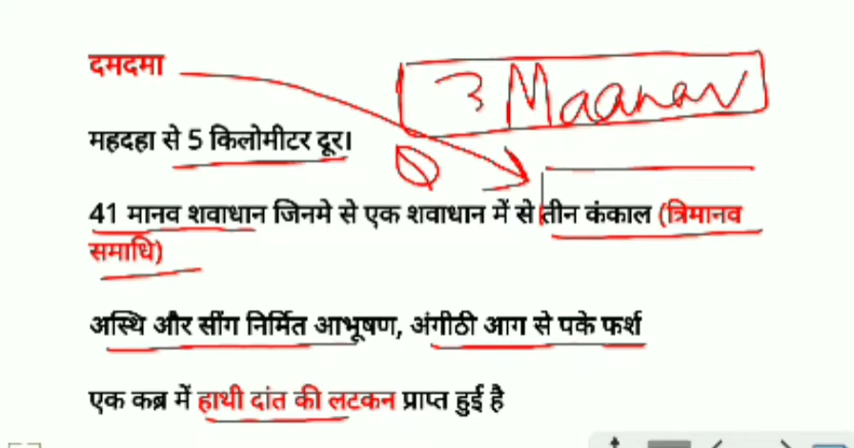 दमदमा
3 Maanav
महदहा से 5 किलोमीटर दूर।
41 मानव शवाधान जिनमे से एक शवाधान में से तीन कंकाल (त्रिमानव
समाधि)
अस्थि और सींग निर्मित आभूषण, अंगीठी आग से पके फर्श
एक कब्र में हाथी दांत की लटकन प्राप्त हुई है